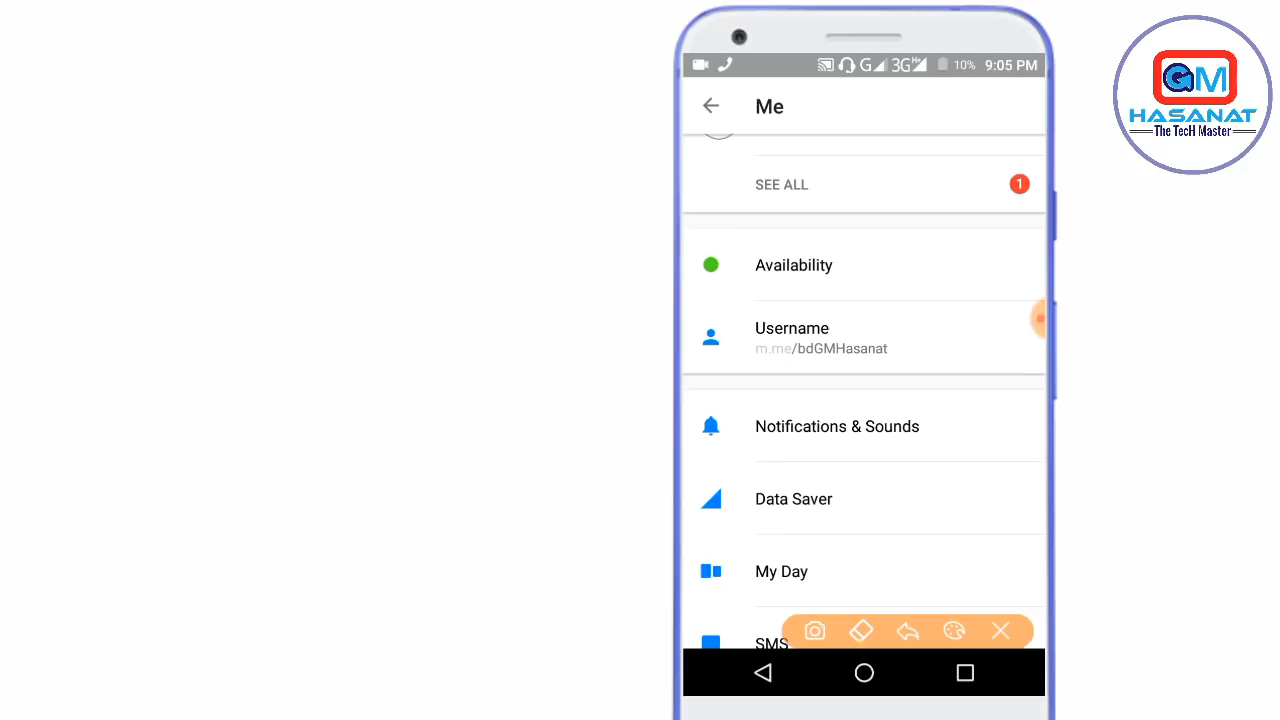 G 3G H+ 10% 9:05 PM
Me
SEE ALL 1
Availability
Username
m.me/bdGMHasanat
Notifications & Sounds
Data Saver
My Day
SMS
GM
HASANAT
The TecH Master